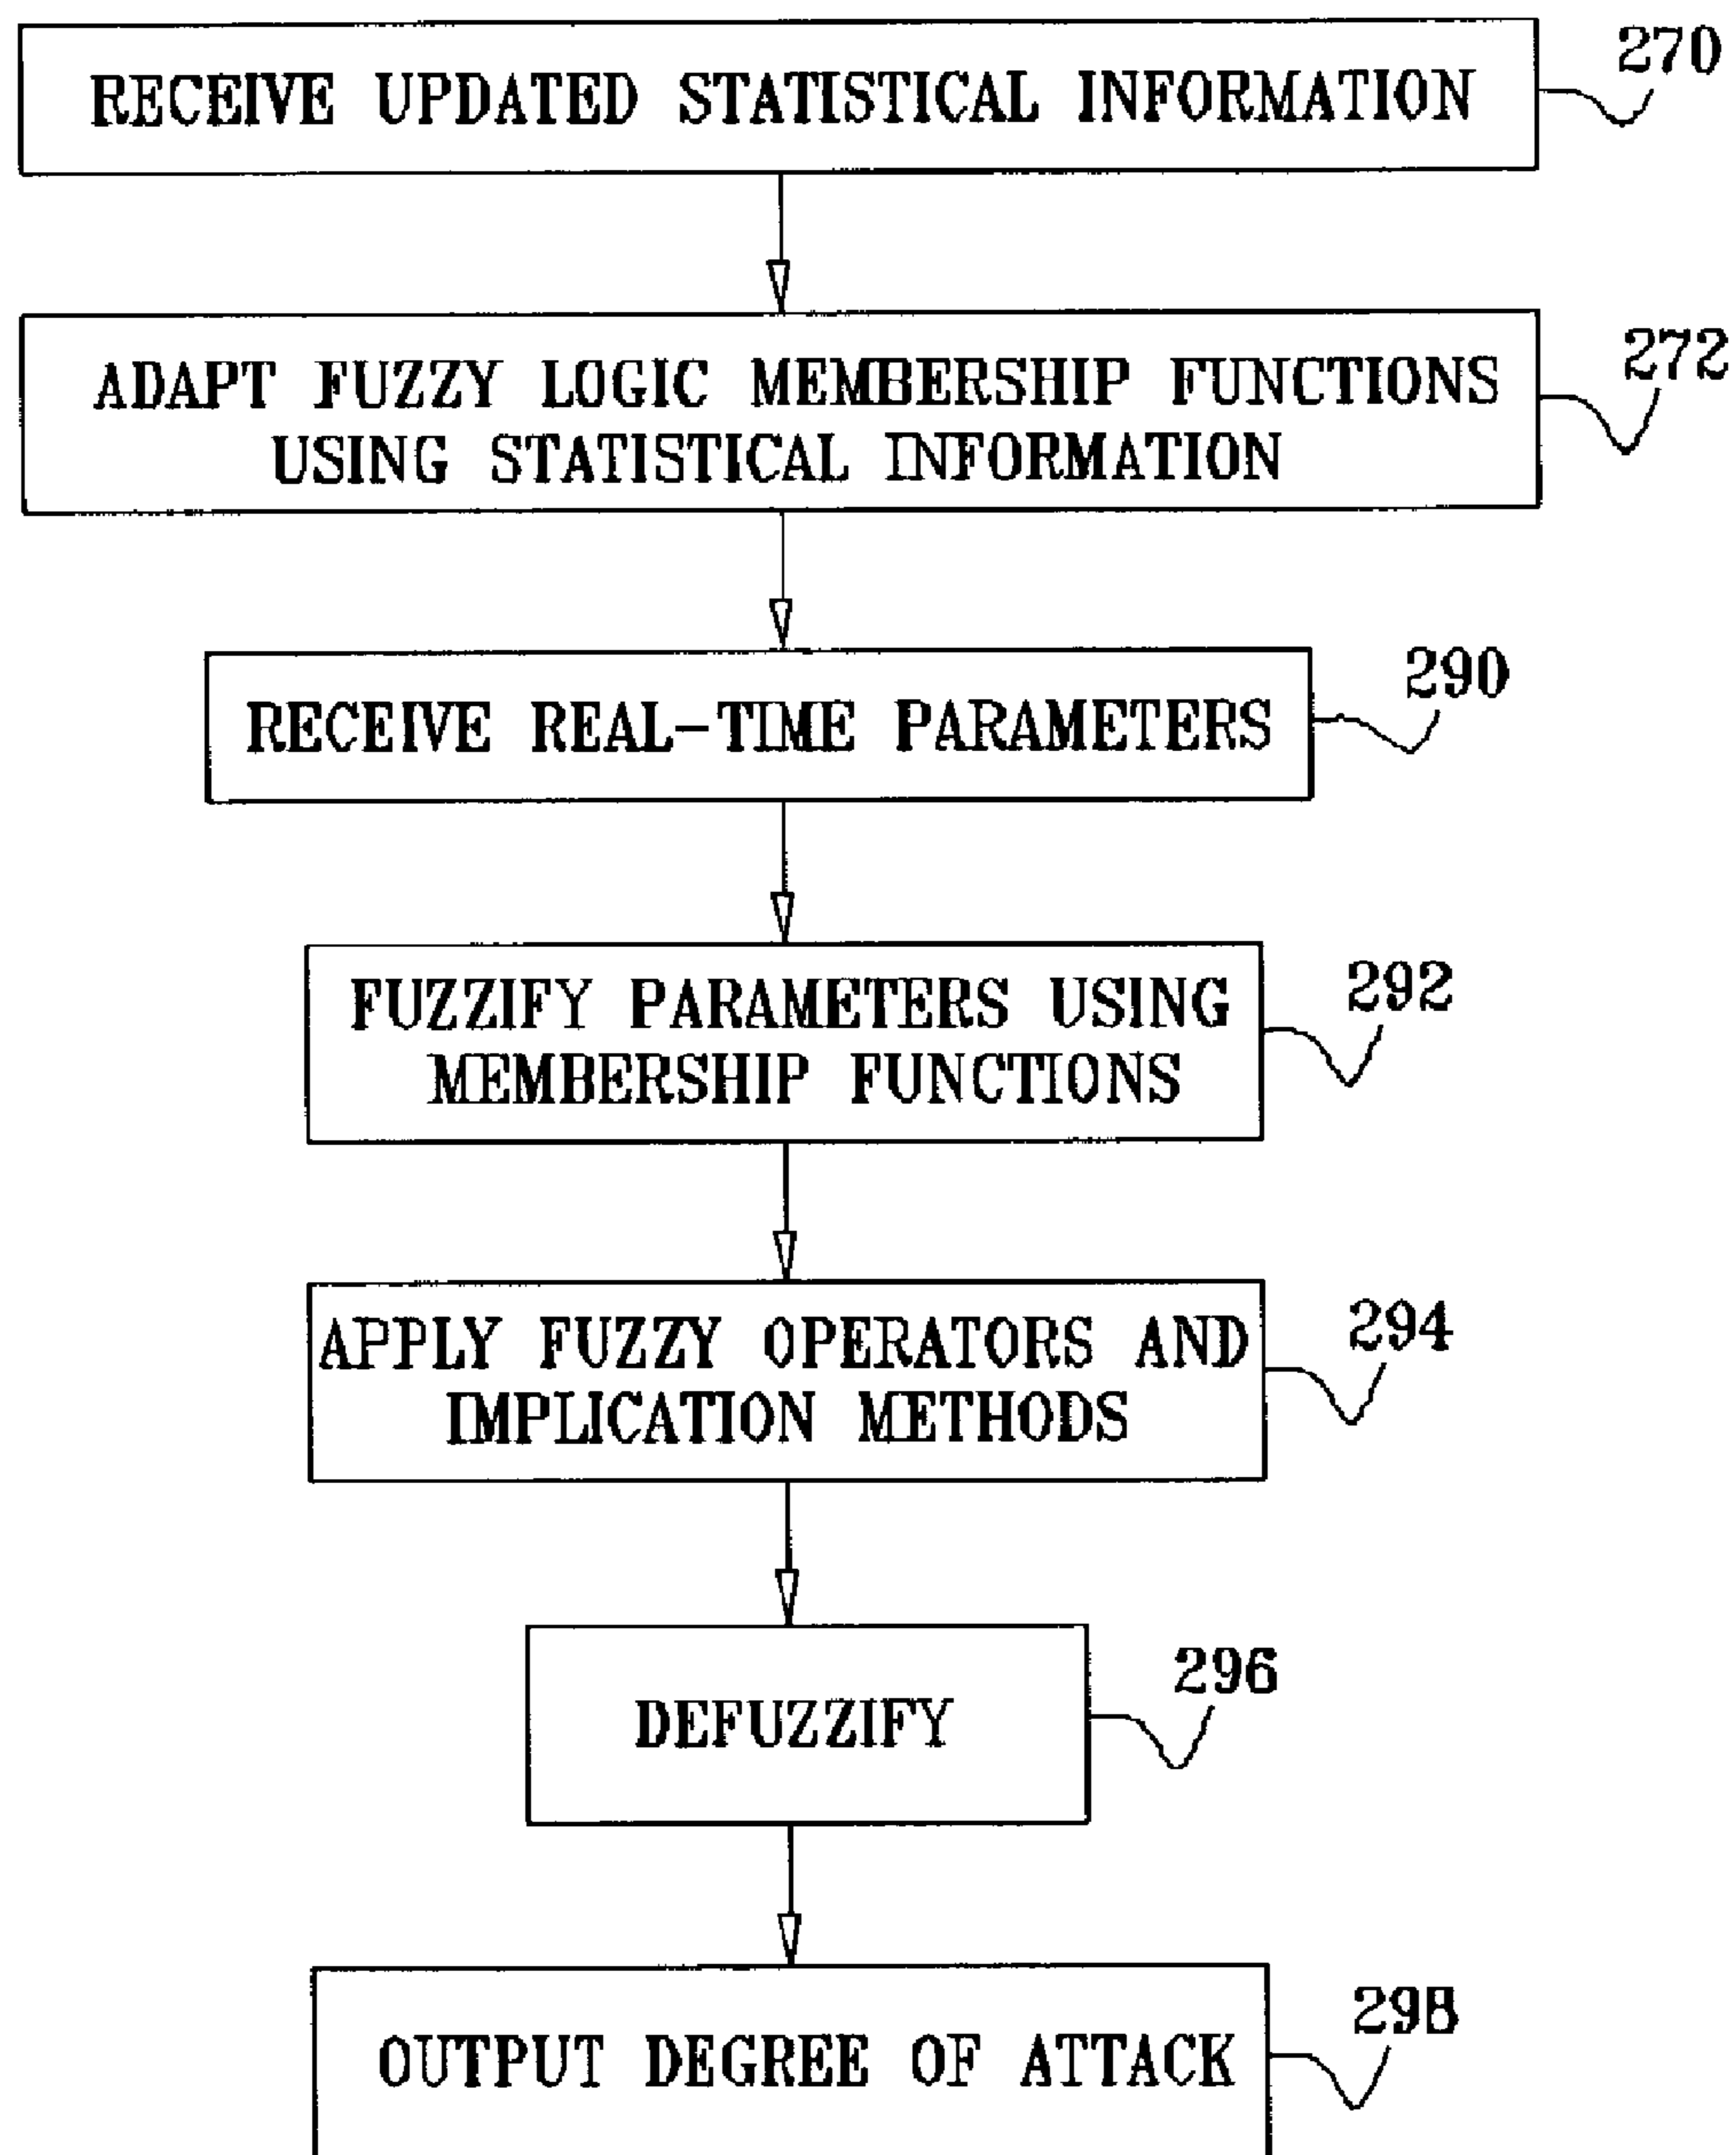 RECEIVE UPDATED STATISTICAL INFORMATION
270
ADAPT FUZZY LOGIC MEMBERSHIP FUNCTIONS
USING STATISTICAL INFORMATION
272
RECEIVE REAL-TIME PARAMETERS
290
FUZZIFY PARAMETERS USING
MEMBERSHIP FUNCTIONS
292
APPLY FUZZY OPERATORS AND
IMPLICATION METHODS
294
DEFUZZIFY
296
OUTPUT DEGREE OF ATTACK
298